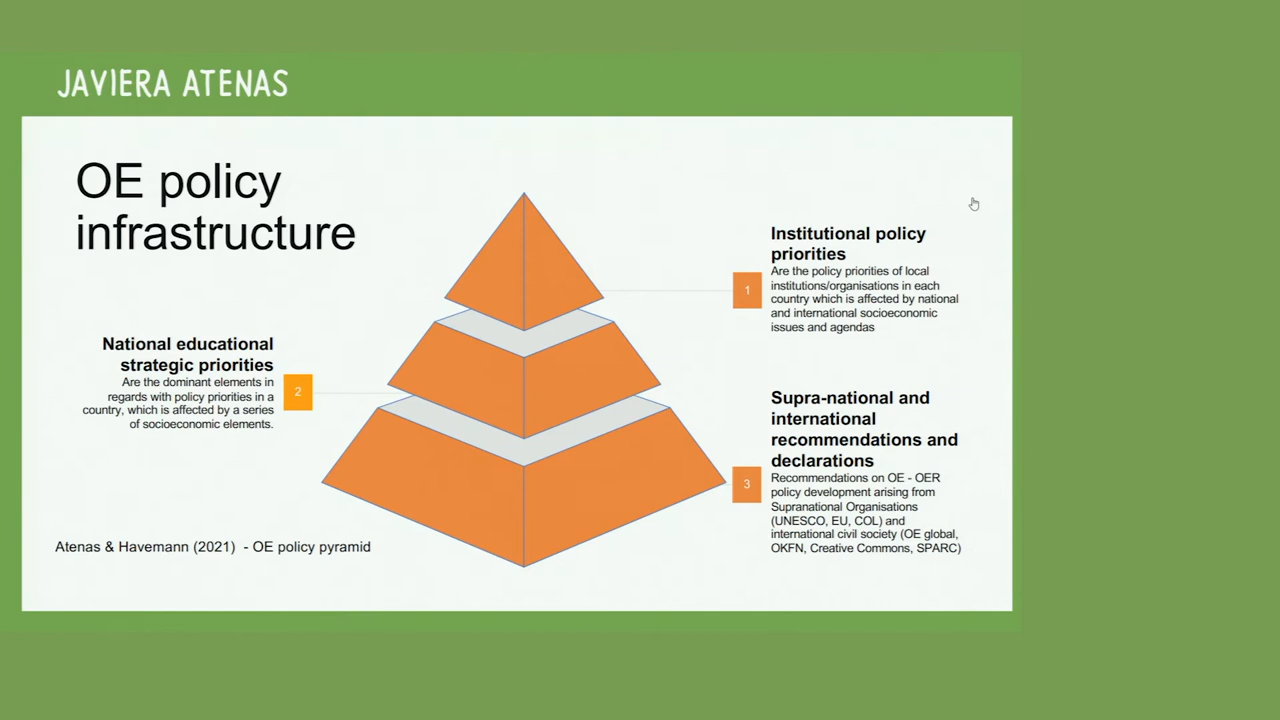 JAVIERA ATENAS
OE policy
infrastructure
Institutional policy
priorities
1
Are the policy priorities of local
institutions/organisations in each
country which is affected by national
and international socioeconomic
issues and agendas
National educational
strategic priorities
2
Are the dominant elements in
regards with policy priorities in a
country, which is affected by a series
of socioeconomic elements.
Supra-national and
international
recommendations and
declarations
3
Recommendations on OE - OER
policy development arising from
Supranational Organisations
(UNESCO, EU, COL) and
international civil society (OE global,
OKFN, Creative Commons, SPARC)
Atenas & Havemann (2021) - OE policy pyramid